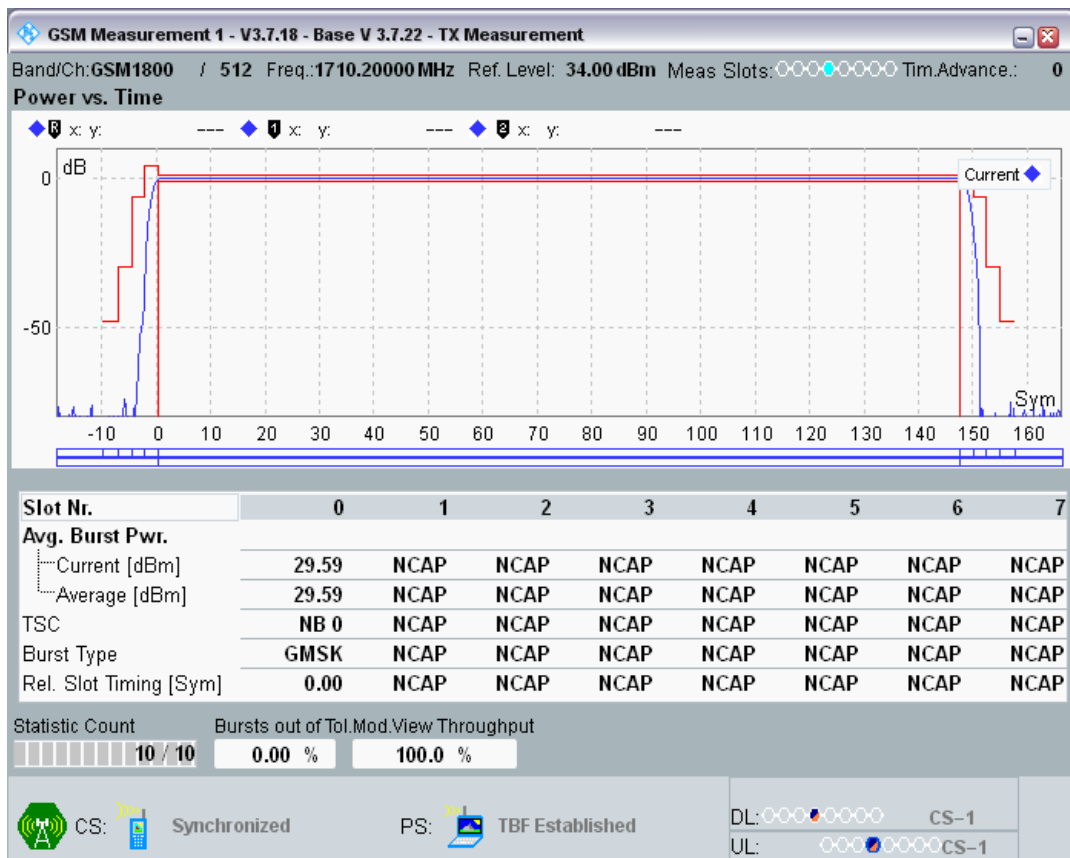 GSM Measurement 1 - V3.7.18 - Base V 3.7.22 - TX Measurement
Band/Ch:GSM1800 / 512 Freq.:1710.20000 MHz Ref. Level: 34.00 dBm Meas Slots: Tim.Advance.: 0
Power vs. Time
R x: y: --- 1 x: y: --- 2 x: y: ---
dB
0
Current
-50
Sym
-10 0 10 20 30 40 50 60 70 80 90 100 110 120 130 140 150 160
Slot Nr. 0 1 2 3 4 5 6 7
Avg. Burst Pwr.
Current [dBm] 29.59 NCAP NCAP NCAP NCAP NCAP NCAP NCAP
Average [dBm] 29.59 NCAP NCAP NCAP NCAP NCAP NCAP NCAP
TSC NB 0 NCAP NCAP NCAP NCAP NCAP NCAP NCAP
Burst Type GMSK NCAP NCAP NCAP NCAP NCAP NCAP NCAP
Rel. Slot Timing [Sym] 0.00 NCAP NCAP NCAP NCAP NCAP NCAP NCAP
Statistic Count Bursts out of Tol.Mod.View Throughput
10 / 10 0.00 % 100.0 %
CS: Synchronized PS: TBF Established DL: CS-1
UL: CS-1